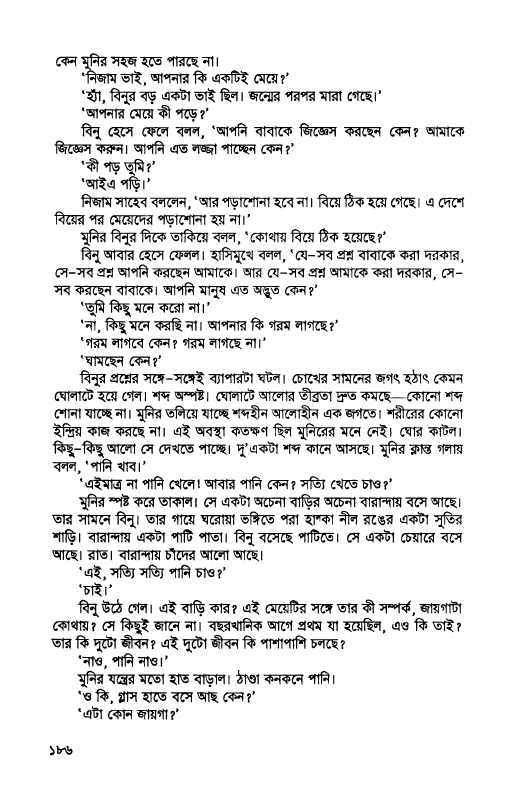 কেন মুনির সহজ হতে পারছে না।
'নিজাম ভাই, আপনার কি একটিই মেয়ে?'
'হ্যাঁ, বিনুর বড় একটা ভাই ছিল। জন্মের পরপর মারা গেছে।'
'আপনার মেয়ে কী পড়ে?'
বিনু হেসে ফেলে বলল, 'আপনি বাবাকে জিজ্ঞেস করছেন কেন? আমাকে
জিজ্ঞেস করুন। আপনি এত লজ্জা পাচ্ছেন কেন?'
'কী পড় তুমি?'
'আইএ পড়ি।'
নিজাম সাহেব বললেন, 'আর পড়াশোনা হবে না। বিয়ে ঠিক হয়ে গেছে। এ দেশে
বিয়ের পর মেয়েদের পড়াশোনা হয় না।'
মুনির বিনুর দিকে তাকিয়ে বলল, 'কোথায় বিয়ে ঠিক হয়েছে?'
বিনু আবার হেসে ফেলল। হাসিমুখে বলল, 'যে-সব প্রশ্ন বাবাকে করা দরকার,
সে-সব প্রশ্ন আপনি করছেন আমাকে। আর যে-সব প্রশ্ন আমাকে করা দরকার, সে-
সব করছেন বাবাকে। আপনি মানুষ এত অদ্ভুত কেন?'
'তুমি কিছু মনে করো না।'
'না, কিছু মনে করছি না। আপনার কি গরম লাগছে?'
'গরম লাগবে কেন? গরম লাগছে না।'
'ঘামছেন কেন?'
বিনুর প্রশ্নের সঙ্গে-সঙ্গেই ব্যাপারটা ঘটল। চোখের সামনের জগৎ হঠাৎ কেমন
ঘোলাটে হয়ে গেল। শব্দ অস্পষ্ট। ঘোলাটে আলোর তীব্রতা দ্রুত কমছে—কোনো শব্দ
শোনা যাচ্ছে না। মুনির তলিয়ে যাচ্ছে শব্দহীন আলোহীন এক জগতে। শরীরের কোনো
ইন্দ্রিয় কাজ করছে না। এই অবস্থা কতক্ষণ ছিল মুনিরের মনে নেই। ঘোর কাটল।
কিছু-কিছু আলো সে দেখতে পাচ্ছে। দু'একটা শব্দ কানে আসছে। মুনির ক্লান্ত গলায়
বলল, 'পানি খাব।'
'এইমাত্র না পানি খেলে! আবার পানি কেন? সত্যি খেতে চাও?'
মুনির স্পষ্ট করে তাকাল। সে একটা অচেনা বাড়ির অচেনা বারান্দায় বসে আছে।
তার সামনে বিনু। তার গায়ে ঘরোয়া ভঙ্গিতে পরা হাল্কা নীল রঙের একটা সুতির
শাড়ি। বারান্দায় একটা পাটি পাতা। বিনু বসেছে পাটিতে। সে একটা চেয়ারে বসে
আছে। রাত। বারান্দায় চাঁদের আলো আছে।
'এই, সত্যি সত্যি পানি চাও?'
'চাই।'
বিনু উঠে গেল। এই বাড়ি কার? এই মেয়েটির সঙ্গে তার কী সম্পর্ক, জায়গাটা
কোথায়? সে কিছুই জানে না। বছরখানিক আগে প্রথম যা হয়েছিল, এও কি তাই?
তার কি দুটো জীবন? এই দুটো জীবন কি পাশাপাশি চলছে?
'নাও, পানি নাও।'
মুনির যন্ত্রের মতো হাত বাড়াল। ঠাণ্ডা কনকনে পানি।
'ও কি, গ্লাস হাতে বসে আছ কেন?'
'এটা কোন জায়গা?'
১৮৬